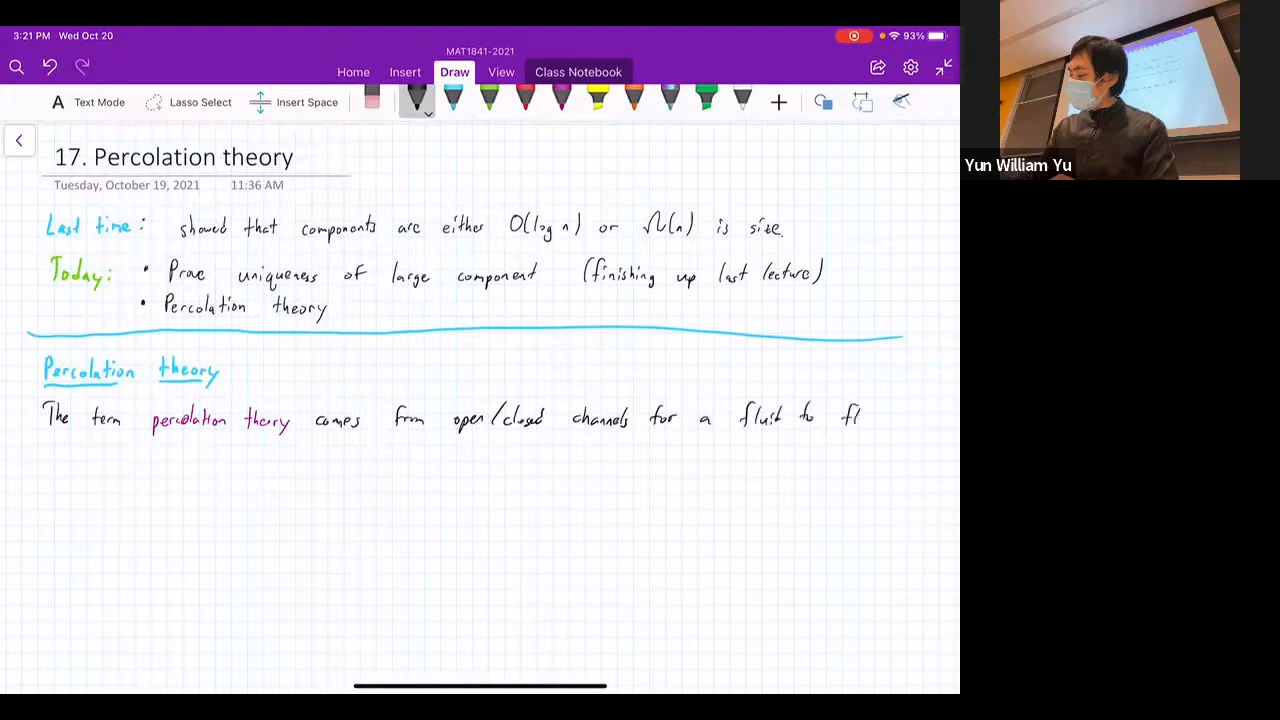 3:21 PM Wed Oct 20
93%
MAT1841-2021
Home Insert Draw View Class Notebook
A Text Mode Lasso Select Insert Space
17. Percolation theory
Tuesday, October 19, 2021 11:36 AM
Last time: showed that components are either O(log n) or Ω(n) is size.
Today: • Prove uniqueness of large component (finishing up last lecture)
• Percolation theory
Percolation theory
The term percolation theory comes from open/closed channels for a fluid to fl
Yun William Yu